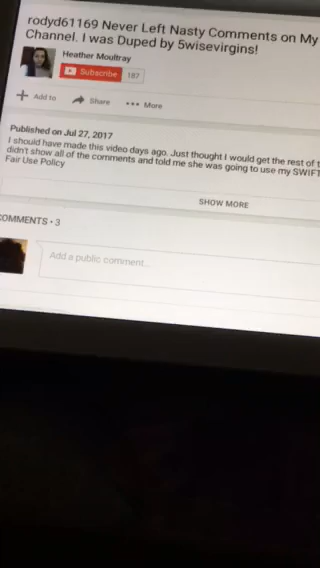 rodyd61169 Never Left Nasty Comments on My
Channel. I was Duped by 5wisevirgins!
Heather Moultray
Subscribe 187
Add to Share More
Published on Jul 27, 2017
I should have made this video days ago. Just thought I would get the rest of t
didn't show all of the comments and told me she was going to use my SWIFT
Fair Use Policy
SHOW MORE
COMMENTS • 3
Add a public comment...